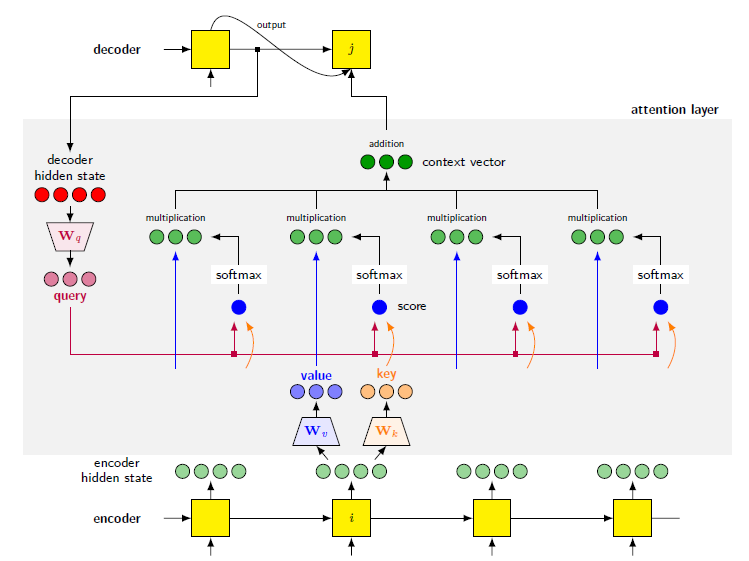 output
decoder
j
attention layer
addition
context vector
decoder
hidden state
W_q
query
multiplication
multiplication
multiplication
multiplication
softmax
softmax
softmax
softmax
score
value
key
W_v
W_k
encoder
hidden state
encoder
i